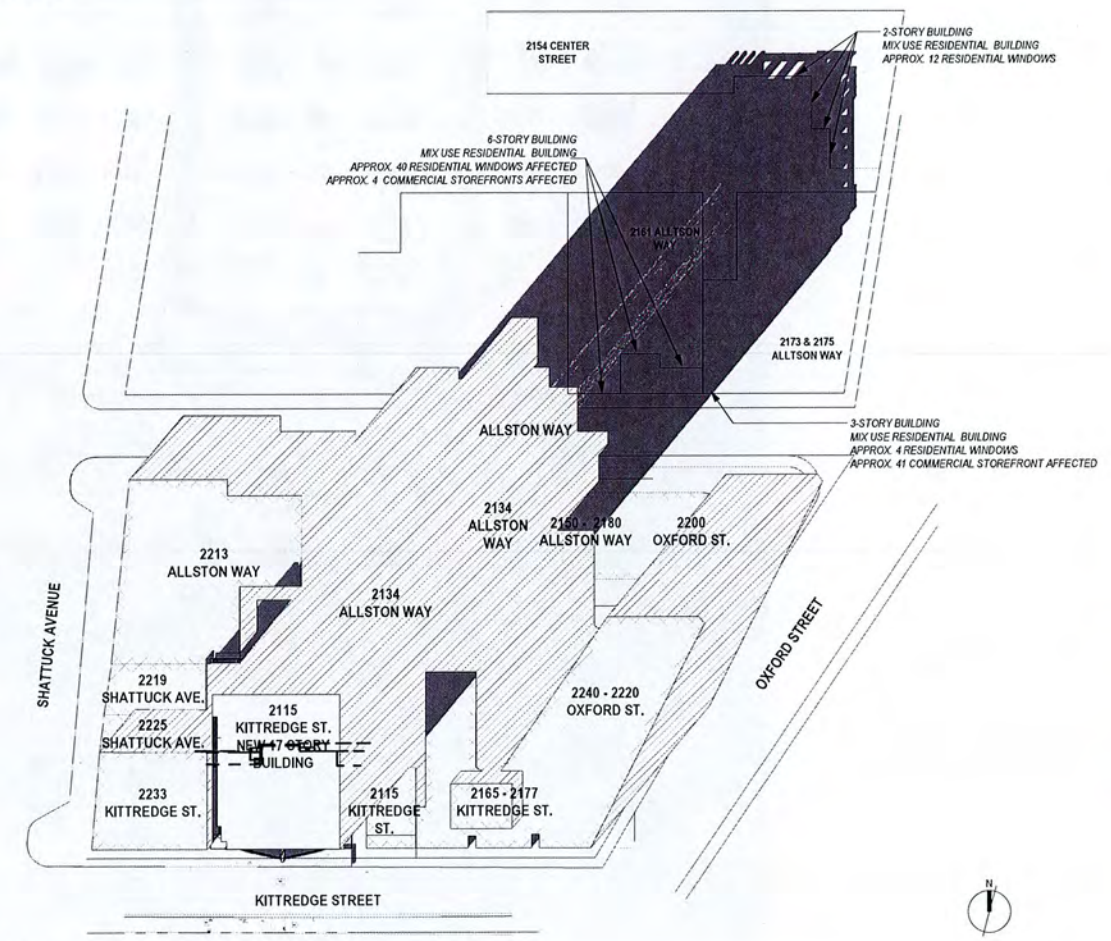 2154 CENTER
STREET
2-STORY BUILDING
MIX USE RESIDENTIAL BUILDING
APPROX. 12 RESIDENTIAL WINDOWS
6-STORY BUILDING
MIX USE RESIDENTIAL BUILDING
APPROX. 40 RESIDENTIAL WINDOWS AFFECTED
APPROX. 4 COMMERCIAL STOREFRONTS AFFECTED
2161 ALLTSON
WAY
2173 & 2175
ALLTSON WAY
3-STORY BUILDING
MIX USE RESIDENTIAL BUILDING
APPROX. 4 RESIDENTIAL WINDOWS
APPROX. 41 COMMERCIAL STOREFRONT AFFECTED
ALLSTON WAY
2134
ALLSTON
WAY
2150 - 2180
ALLSTON WAY
2200
OXFORD ST.
2213
ALLSTON WAY
2134
ALLSTON WAY
SHATTUCK AVENUE
OXFORD STREET
2219
SHATTUCK AVE.
2225
SHATTUCK AVE.
2115
KITTREDGE ST.
NEW 17 STORY
BUILDING
2240 - 2220
OXFORD ST.
2233
KITTREDGE ST.
2115
KITTREDGE
ST.
2165 - 2177
KITTREDGE ST.
KITTREDGE STREET
N